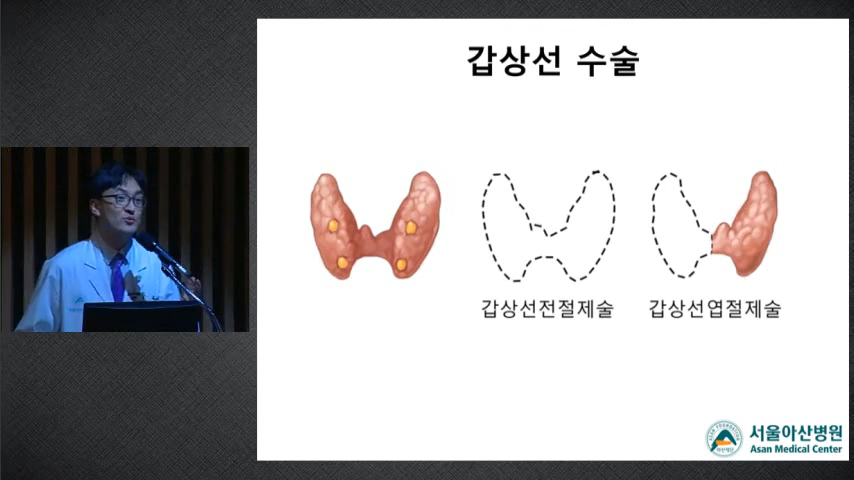 갑상선 수술
갑상선전절제술
갑상선엽절제술
서울아산병원
Asan Medical Center